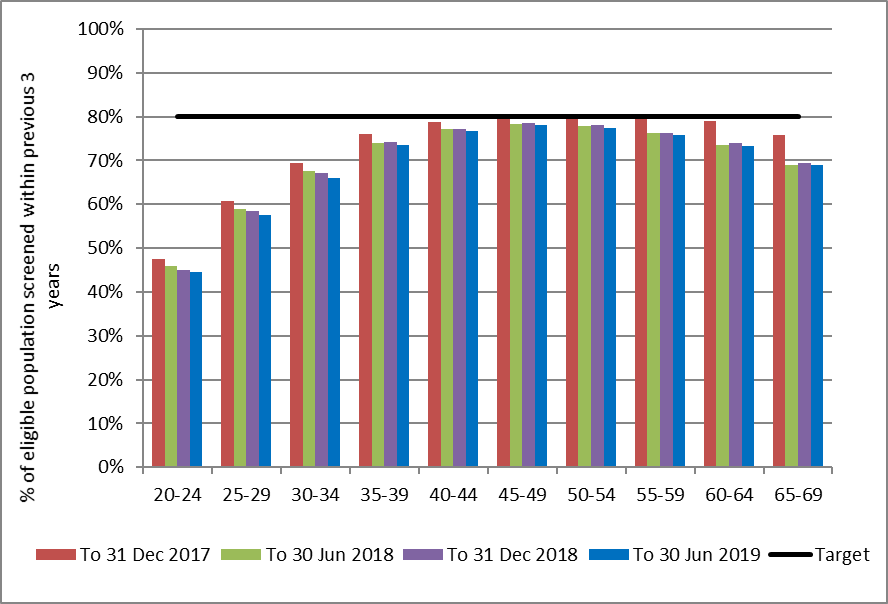 % of eligible population screened within previous 3
years
100%
90%
80%
70%
60%
50%
40%
30%
20%
10%
0%
20-24 25-29 30-34 35-39 40-44 45-49 50-54 55-59 60-64 65-69
To 31 Dec 2017 To 30 Jun 2018 To 31 Dec 2018 To 30 Jun 2019 Target